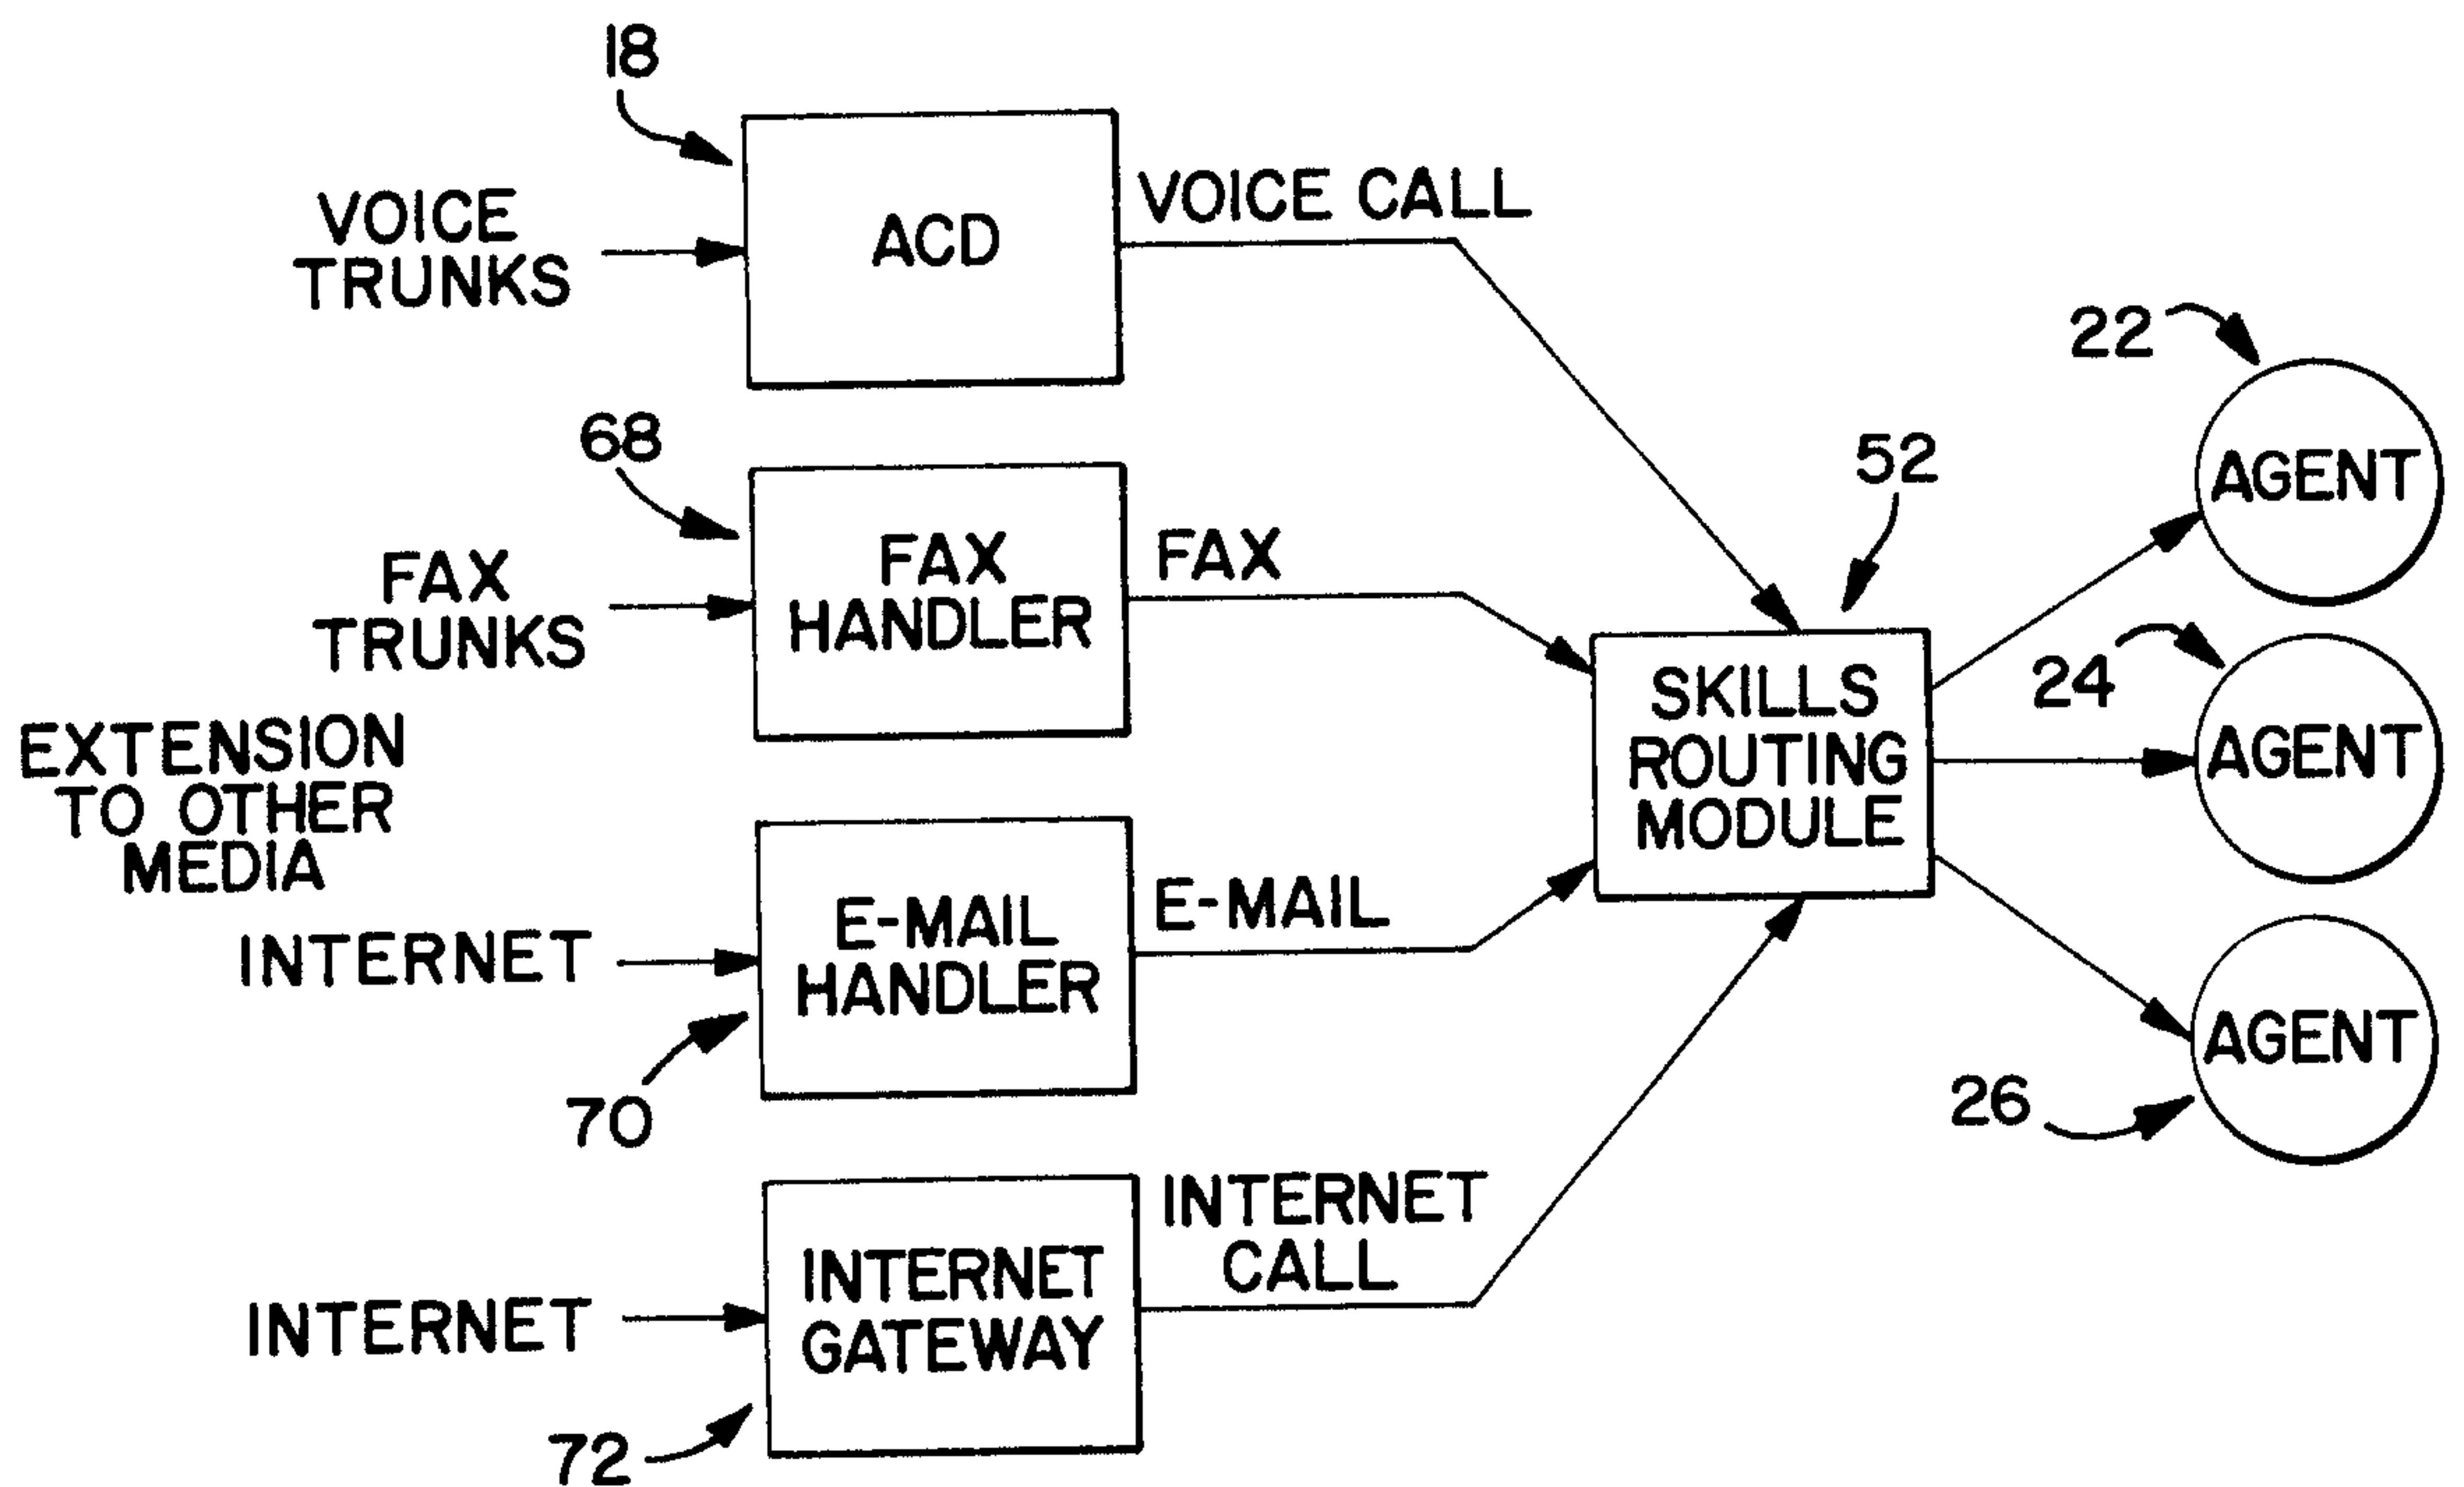 18
VOICE
TRUNKS
ACD
VOICE CALL
68
FAX
TRUNKS
FAX
HANDLER
FAX
EXTENSION
TO OTHER
MEDIA
INTERNET
E-MAIL
HANDLER
E-MAIL
70
INTERNET
INTERNET
GATEWAY
INTERNET
CALL
72
52
SKILLS
ROUTING
MODULE
22
AGENT
24
AGENT
26
AGENT